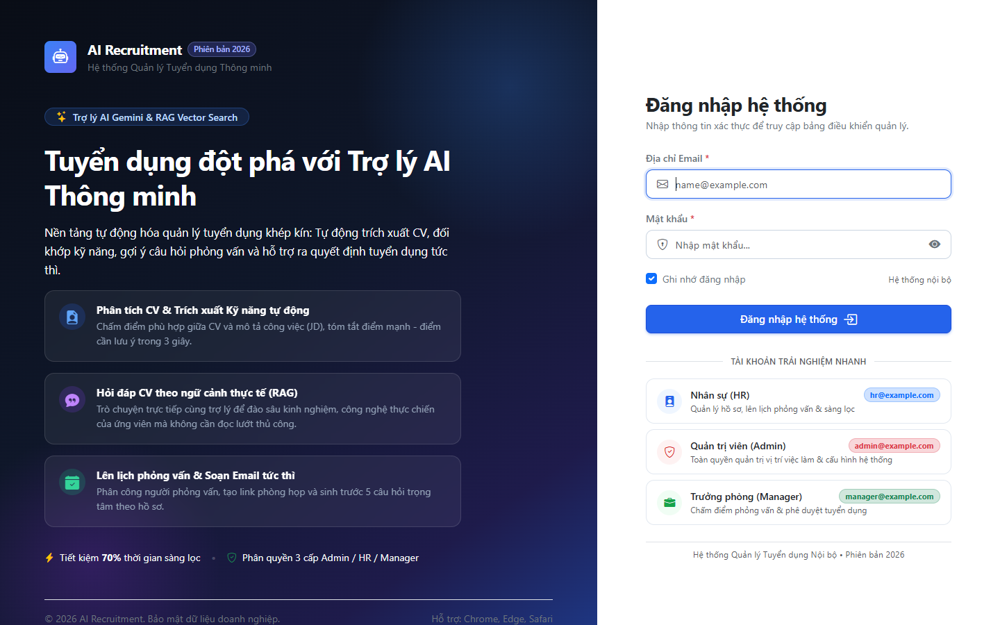 AI Recruitment Phiên bản 2026
Hệ thống Quản lý Tuyển dụng Thông minh
Trợ lý AI Gemini & RAG Vector Search
Tuyển dụng đột phá với Trợ lý AI
Thông minh
Nền tảng tự động hóa quản lý tuyển dụng khép kín: Tự động trích xuất CV, đối
khớp kỹ năng, gợi ý câu hỏi phỏng vấn và hỗ trợ ra quyết định tuyển dụng tức
thì.
Phân tích CV & Trích xuất Kỹ năng tự động
Chấm điểm phù hợp giữa CV và mô tả công việc (JD), tóm tắt điểm mạnh - điểm
cần lưu ý trong 3 giây.
Hỏi đáp CV theo ngữ cảnh thực tế (RAG)
Trò chuyện trực tiếp cùng trợ lý để đào sâu kinh nghiệm, công nghệ thực chiến
của ứng viên mà không cần đọc lướt thủ công.
Lên lịch phỏng vấn & Soạn Email tức thì
Phân công người phỏng vấn, tạo link phòng họp và sinh trước 5 câu hỏi trọng
tâm theo hồ sơ.
Tiết kiệm 70% thời gian sàng lọc • Phân quyền 3 cấp Admin / HR / Manager
© 2026 AI Recruitment. Bảo mật dữ liệu doanh nghiệp. Hỗ trợ: Chrome, Edge, Safari
Đăng nhập hệ thống
Nhập thông tin xác thực để truy cập bảng điều khiển quản lý.
Địa chỉ Email *
name@example.com
Mật khẩu *
Nhập mật khẩu...
Ghi nhớ đăng nhập Hệ thống nội bộ
Đăng nhập hệ thống
TÀI KHOẢN TRẢI NGHIỆM NHANH
Nhân sự (HR) hr@example.com
Quản lý hồ sơ, lên lịch phỏng vấn & sàng lọc
Quản trị viên (Admin) admin@example.com
Toàn quyền quản trị vị trí việc làm & cấu hình hệ thống
Trưởng phòng (Manager) manager@example.com
Chấm điểm phỏng vấn & phê duyệt tuyển dụng
Hệ thống Quản lý Tuyển dụng Nội bộ • Phiên bản 2026